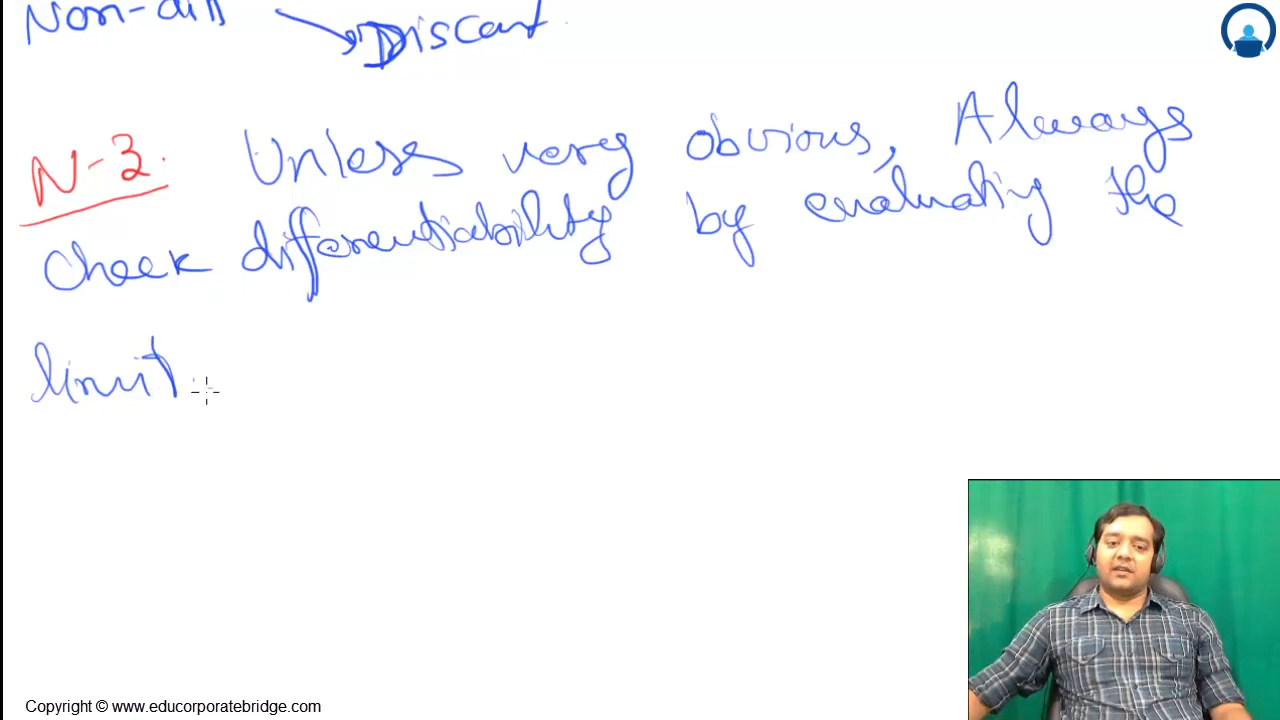 Non-diff Discont.
N-3. Unless very obvious, Always
Check differentiability by evaluating the
limit
Copyright © www.educorporatebridge.com